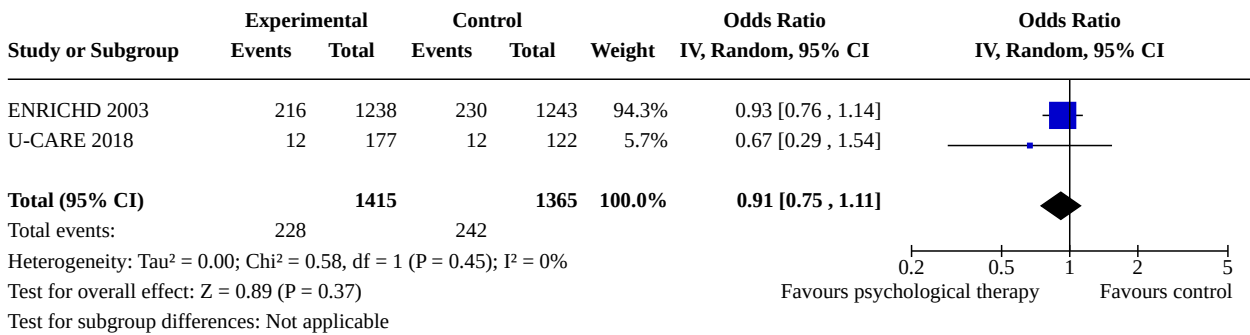 Experimental Control Odds Ratio Odds Ratio
Study or Subgroup Events Total Events Total Weight IV, Random, 95% CI IV, Random, 95% CI
ENRICHD 2003 216 1238 230 1243 94.3% 0.93 [0.76 , 1.14]
U-CARE 2018 12 177 12 122 5.7% 0.67 [0.29 , 1.54]
Total (95% CI) 1415 1365 100.0% 0.91 [0.75 , 1.11]
Total events: 228 242
Heterogeneity: Tau² = 0.00; Chi² = 0.58, df = 1 (P = 0.45); I² = 0% 0.2 0.5 1 2 5
Test for overall effect: Z = 0.89 (P = 0.37) Favours psychological therapy Favours control
Test for subgroup differences: Not applicable